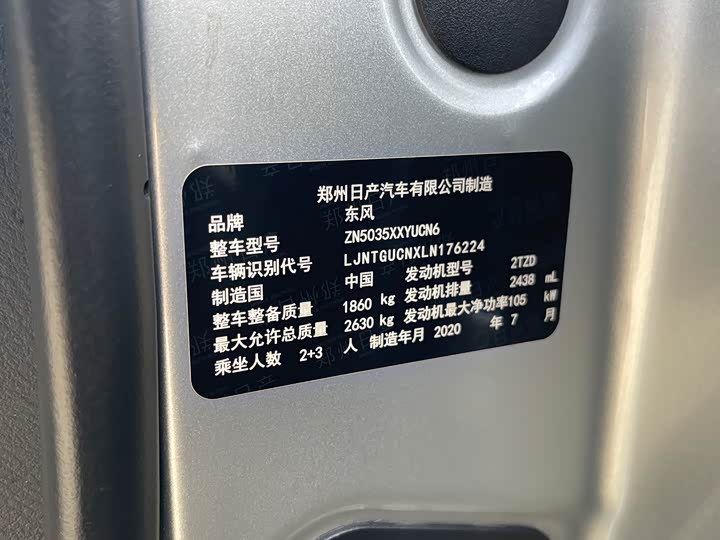 郑州日产汽车有限公司制造
品牌 东风
整车型号 ZN5035XXYUCN6
车辆识别代号 LJNTGUCNXLN176224
制造国 中国 发动机型号 2TZD
整车整备质量 1860 kg 发动机排量 2438 mL
最大允许总质量 2630 kg 发动机最大净功率105 kW
乘坐人数 2+3 人 制造年月 2020 年 7 月